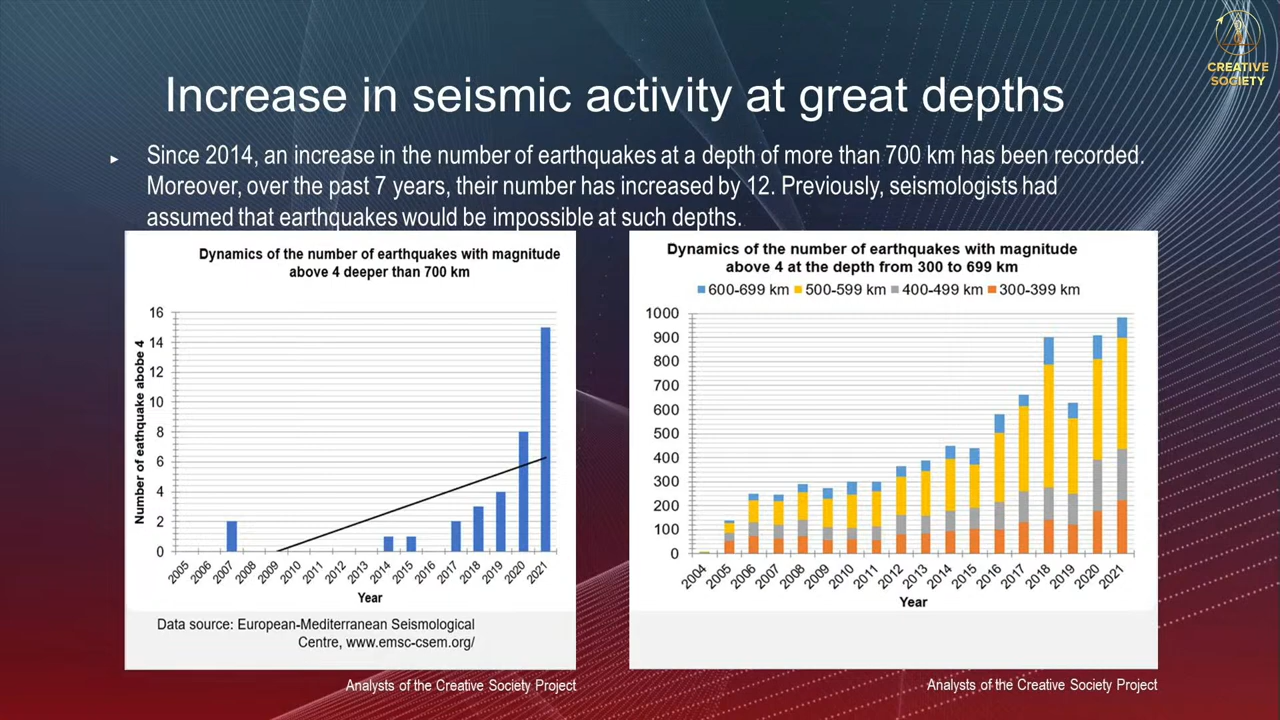 CREATIVE
SOCIETY
Increase in seismic activity at great depths
Since 2014, an increase in the number of earthquakes at a depth of more than 700 km has been recorded.
Moreover, over the past 7 years, their number has increased by 12. Previously, seismologists had
assumed that earthquakes would be impossible at such depths.
Dynamics of the number of earthquakes with magnitude
above 4 deeper than 700 km
Number of eathquake abobe 4
16
14
12
10
8
6
4
2
0
2005 2006 2007 2008 2009 2010 2011 2012 2013 2014 2015 2016 2017 2018 2019 2020 2021
Year
Data source: European-Mediterranean Seismological
Centre, www.emsc-csem.org/
Analysts of the Creative Society Project
Dynamics of the number of earthquakes with magnitude
above 4 at the depth from 300 to 699 km
600-699 km 500-599 km 400-499 km 300-399 km
1000
900
800
700
600
500
400
300
200
100
0
2004 2005 2006 2007 2008 2009 2010 2011 2012 2013 2014 2015 2016 2017 2018 2019 2020 2021
Year
Analysts of the Creative Society Project